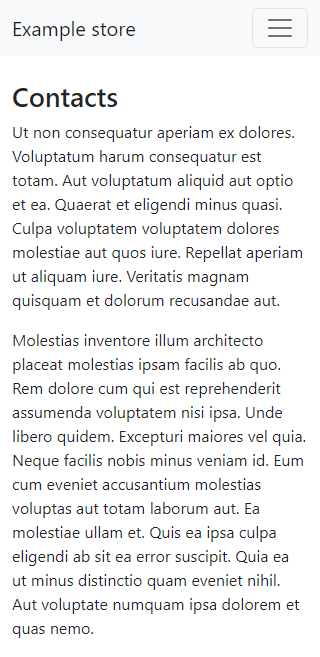 Example store
Contacts
Ut non consequatur aperiam ex dolores.
Voluptatum harum consequatur est
totam. Aut voluptatum aliquid aut optio
et ea. Quaerat et eligendi minus quasi.
Culpa voluptatem voluptatem dolores
molestiae aut quos iure. Repellat aperiam
ut aliquam iure. Veritatis magnam
quisquam et dolorum recusandae aut.
Molestias inventore illum architecto
placeat molestias ipsam facilis ab quo.
Rem dolore cum qui est reprehenderit
assumenda voluptatem nisi ipsa. Unde
libero quidem. Excepturi maiores vel quia.
Neque facilis nobis minus veniam id. Eum
cum eveniet accusantium molestias
voluptas aut totam laborum aut. Ea
molestiae ullam et. Quis ea ipsa culpa
eligendi ab sit ea error suscipit. Quia ea
ut minus distinctio quam eveniet nihil.
Aut voluptate numquam ipsa dolorem et
quas nemo.